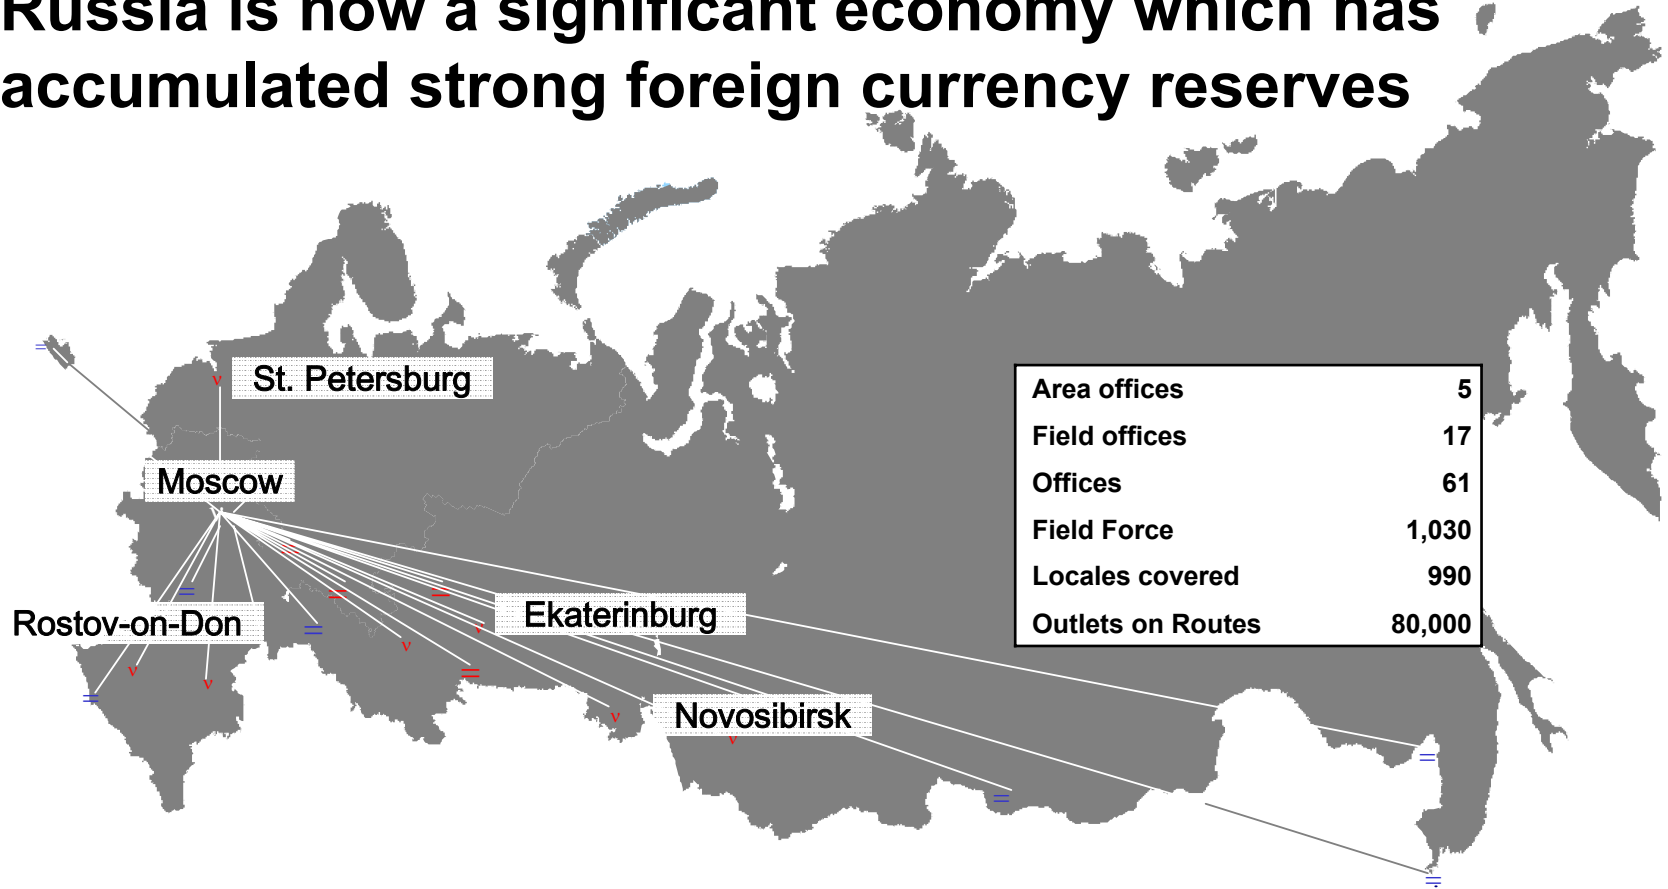 Russia is now a significant economy which has
accumulated strong foreign currency reserves
St. Petersburg
Moscow
Rostov-on-Don
Ekaterinburg
Novosibirsk
Area offices 5
Field offices 17
Offices 61
Field Force 1,030
Locales covered 990
Outlets on Routes 80,000